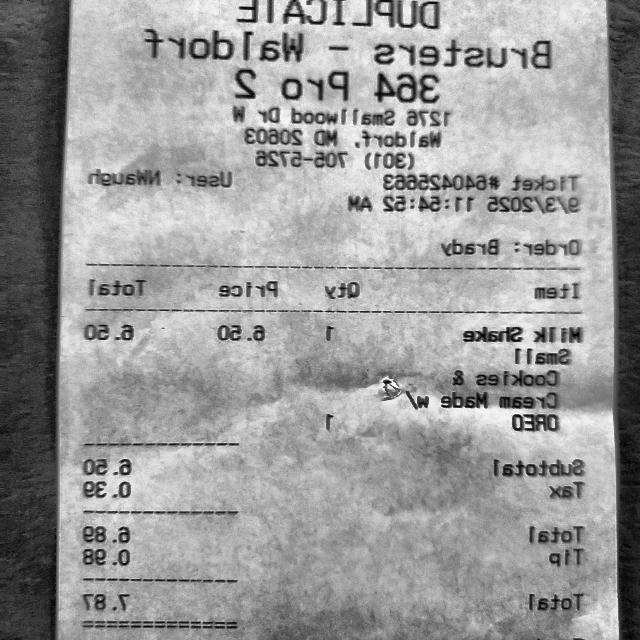 DUPLICATE
Brusters - Waldorf
364 Pro 2
1276 Smallwood Dr W
Waldorf, MD 20603
(301) 705-5726
Ticket #640425663 User: NWaugh
9/3/2025 11:54:52 AM
Order: Brady
Item Qty Price Total
Milk Shake 1 6.50 6.50
Small
Cookies &
Cream Made w/
OREO 1
Subtotal 6.50
Tax 0.39
Total 6.89
Tip 0.98
Total 7.87